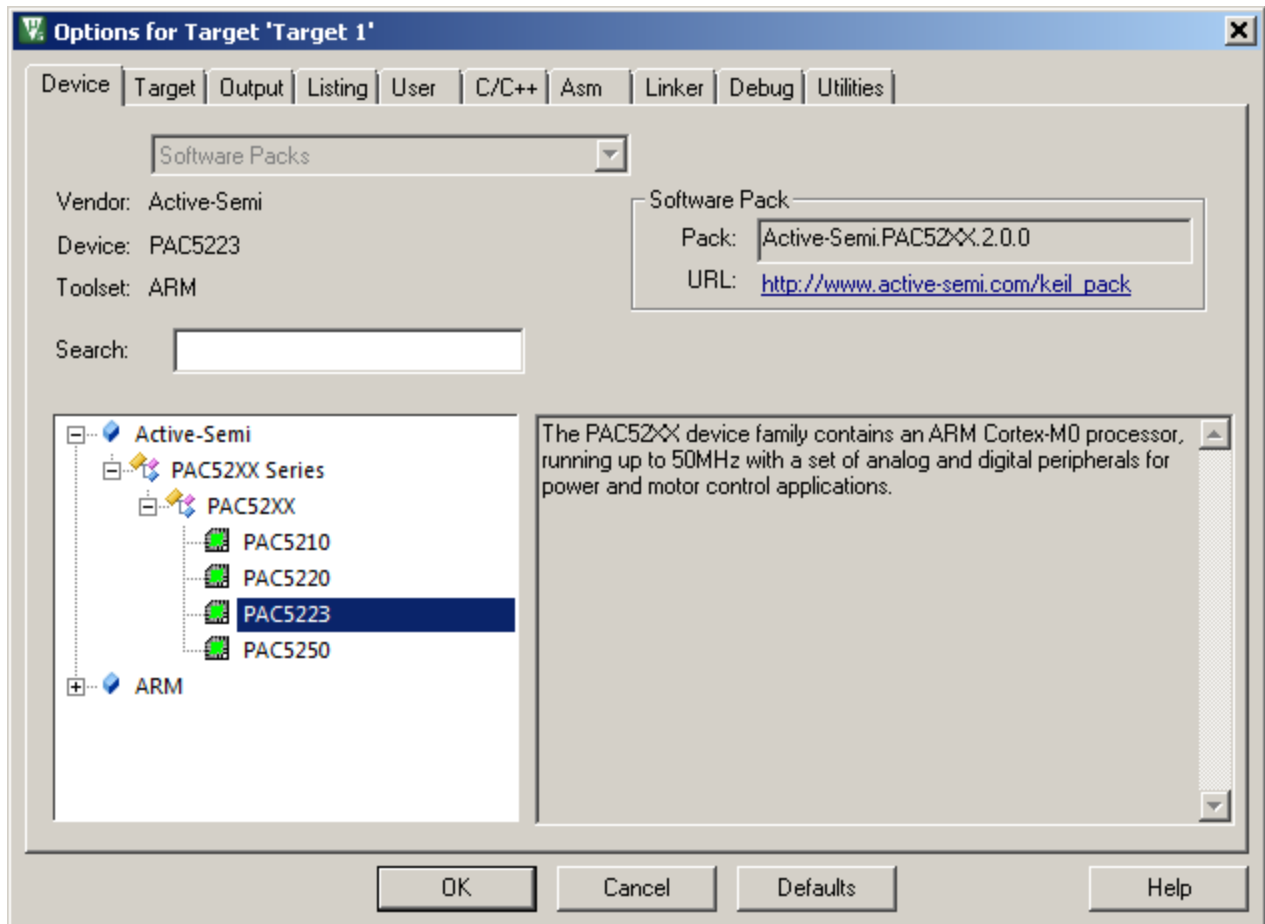 Options for Target 'Target 1'
Device Target Output Listing User C/C++ Asm Linker Debug Utilities
Software Packs
Vendor: Active-Semi
Device: PAC5223
Toolset: ARM
Software Pack
Pack: Active-Semi.PAC52XX.2.0.0
URL: http://www.active-semi.com/keil_pack
Search:
Active-Semi
PAC52XX Series
PAC52XX
PAC5210
PAC5220
PAC5223
PAC5250
ARM
The PAC52XX device family contains an ARM Cortex-M0 processor,
running up to 50MHz with a set of analog and digital peripherals for
power and motor control applications.
OK Cancel Defaults Help